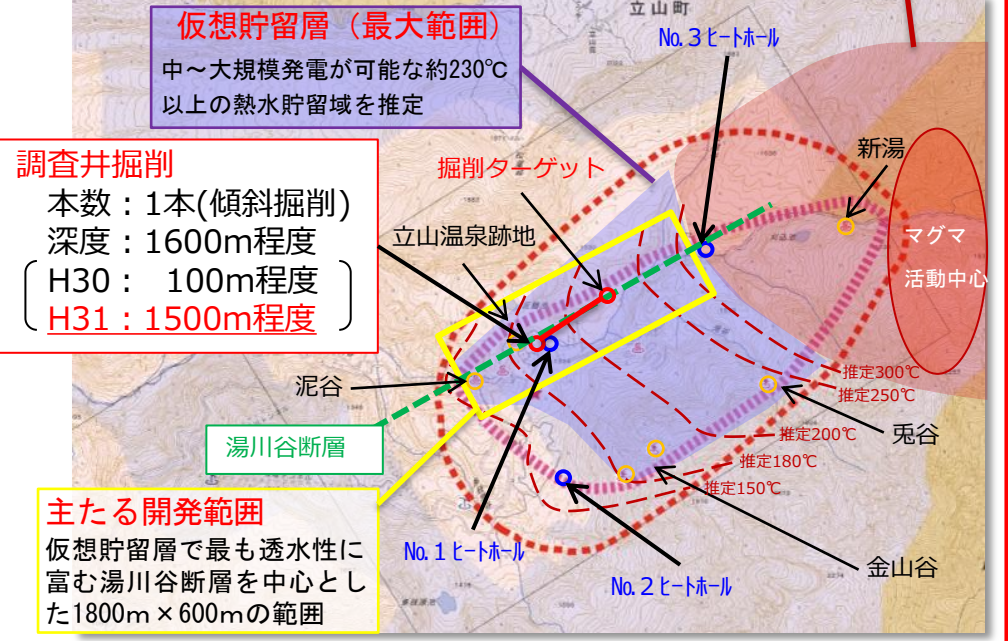 仮想貯留層（最大範囲）
中～大規模発電が可能な約230℃
以上の熱水貯留域を推定
立山町
No.3ﾋｰﾄﾎｰﾙ
調査井掘削
本数：1本(傾斜掘削)
深度：1600m程度
H30： 100m程度
H31：1500m程度
掘削ターゲット
新湯
立山温泉跡地
マグマ
活動中心
泥谷
推定300℃
推定250℃
湯川谷断層
推定200℃
兎谷
推定180℃
推定150℃
主たる開発範囲
仮想貯留層で最も透水性に
富む湯川谷断層を中心とし
た1800ｍ×600ｍの範囲
No.1ﾋｰﾄﾎｰﾙ
No.2ﾋｰﾄﾎｰﾙ
金山谷